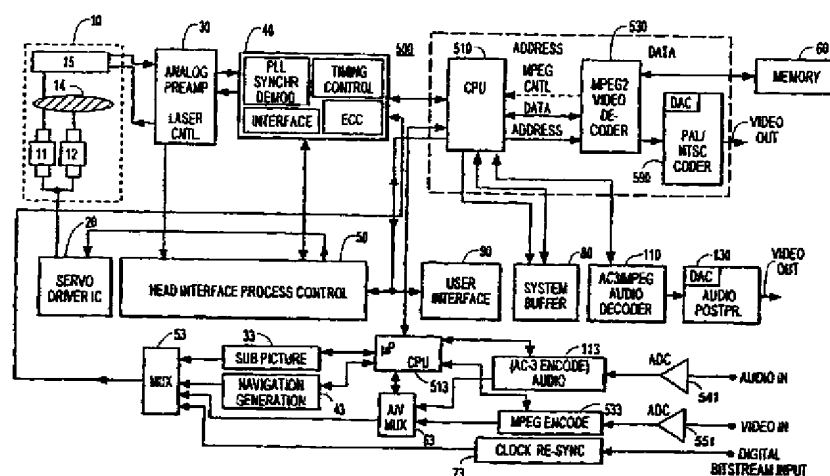 10
15
14
11
12
30
ANALOG
PREAMP
LASER
CNTL.
40
PLL
SYNCHR
DEMOD
TIMING
CONTROL
INTERFACE
ECC
500
510
CPU
ADDRESS
MPEG
CNTL
DATA
ADDRESS
530
MPEG2
VIDEO
DE-
CODER
DATA
60
MEMORY
DAC
PAL/
NTSC
CODER
590
VIDEO
OUT
20
SERVO
DRIVER IC
50
HEAD INTERFACE PROCESS CONTROL
90
USER
INTERFACE
80
SYSTEM
BUFFER
110
AC3/MPEG
AUDIO
DECODER
130
DAC
AUDIO
POSTPR.
VIDEO
OUT
53
MUX
33
SUB PICTURE
NAVIGATION
GENERATION
43
µP
CPU
513
A/V
MUX
63
113
(AC-3 ENCODE)
AUDIO
ADC
541
AUDIO IN
533
MPEG ENCODE
ADC
551
VIDEO IN
CLOCK RE-SYNC
73
DIGITAL
BITSTREAM INPUT